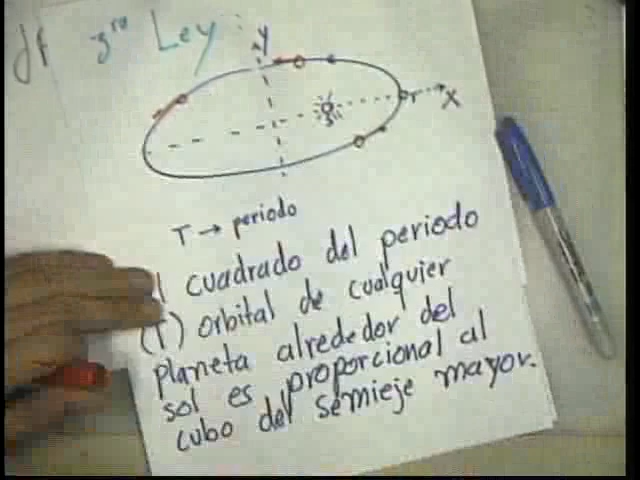 3ra Ley
Y
X
T → periodo
l cuadrado del periodo
(T) orbital de cualquier
planeta alrededor del
sol es proporcional al
cubo del semieje mayor.